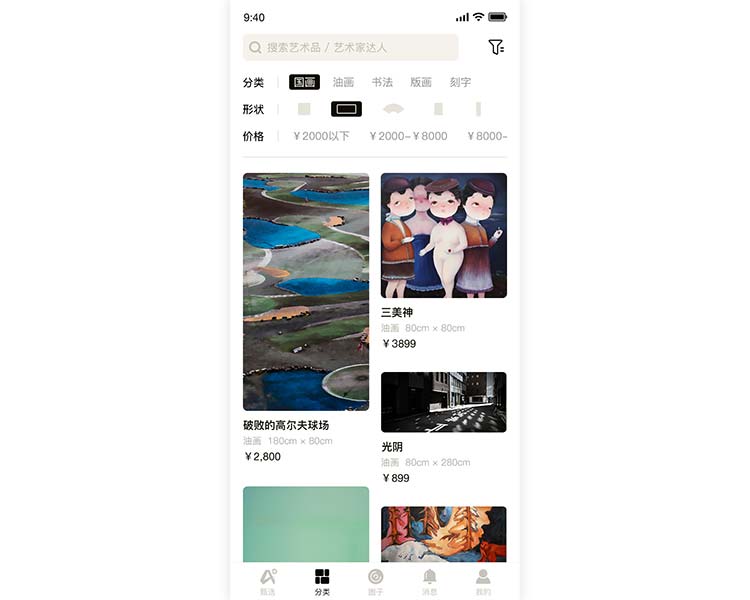 9:40
搜索艺术品 / 艺术家达人
分类 国画 油画 书法 版画 刻字
形状
价格 ￥2000以下 ￥2000-￥8000 ￥8000-
三美神
油画 80cm × 80cm
￥3899
破败的高尔夫球场
油画 180cm × 80cm
￥2,800
光阴
油画 80cm × 280cm
￥899
甄选 分类 圈子 消息 我的